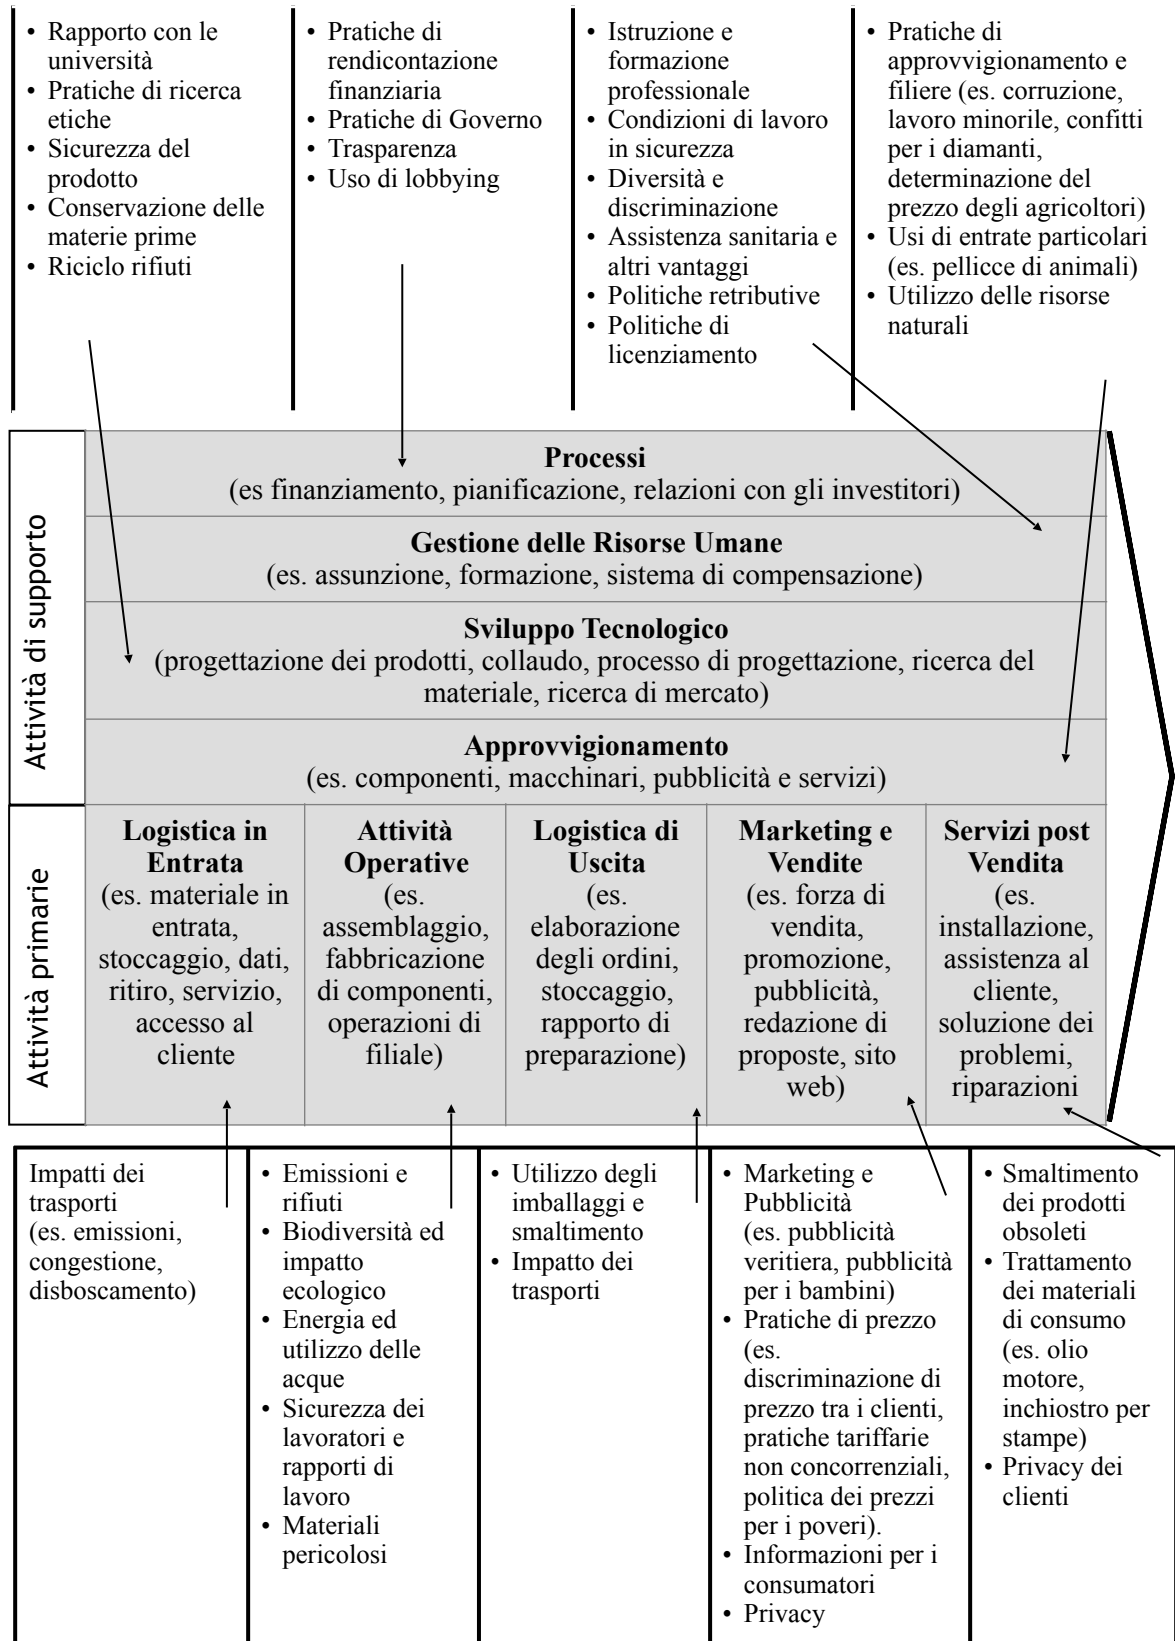 • Rapporto con le
università
• Pratiche di ricerca
etiche
• Sicurezza del
prodotto
• Conservazione delle
materie prime
• Riciclo rifiuti
• Pratiche di
rendicontazione
finanziaria
• Pratiche di Governo
• Trasparenza
• Uso di lobbying
• Istruzione e
formazione
professionale
• Condizioni di lavoro
in sicurezza
• Diversità e
discriminazione
• Assistenza sanitaria e
altri vantaggi
• Politiche retributive
• Politiche di
licenziamento
• Pratiche di
approvvigionamento e
filiere (es. corruzione,
lavoro minorile, confitti
per i diamanti,
determinazione del
prezzo degli agricoltori)
• Usi di entrate particolari
(es. pellicce di animali)
• Utilizzo delle risorse
naturali
Attività di supporto
Processi
(es finanziamento, pianificazione, relazioni con gli investitori)
Gestione delle Risorse Umane
(es. assunzione, formazione, sistema di compensazione)
Sviluppo Tecnologico
(progettazione dei prodotti, collaudo, processo di progettazione, ricerca del
materiale, ricerca di mercato)
Approvvigionamento
(es. componenti, macchinari, pubblicità e servizi)
Attività primarie
Logistica in
Entrata
(es. materiale in
entrata,
stoccaggio, dati,
ritiro, servizio,
accesso al
cliente
Attività
Operative
(es.
assemblaggio,
fabbricazione
di componenti,
operazioni di
filiale)
Logistica di
Uscita
(es.
elaborazione
degli ordini,
stoccaggio,
rapporto di
preparazione)
Marketing e
Vendite
(es. forza di
vendita,
promozione,
pubblicità,
redazione di
proposte, sito
web)
Servizi post
Vendita
(es.
installazione,
assistenza al
cliente,
soluzione dei
problemi,
riparazioni
Impatti dei
trasporti
(es. emissioni,
congestione,
disboscamento)
• Emissioni e
rifiuti
• Biodiversità ed
impatto
ecologico
• Energia ed
utilizzo delle
acque
• Sicurezza dei
lavoratori e
rapporti di
lavoro
• Materiali
pericolosi
• Utilizzo degli
imballaggi e
smaltimento
• Impatto dei
trasporti
• Marketing e
Pubblicità
(es. pubblicità
veritiera, pubblicità
per i bambini)
• Pratiche di prezzo
(es.
discriminazione di
prezzo tra i clienti,
pratiche tariffarie
non concorrenziali,
politica dei prezzi
per i poveri).
• Informazioni per i
consumatori
• Privacy
• Smaltimento
dei prodotti
obsoleti
• Trattamento
dei materiali
di consumo
(es. olio
motore,
inchiostro per
stampe)
• Privacy dei
clienti